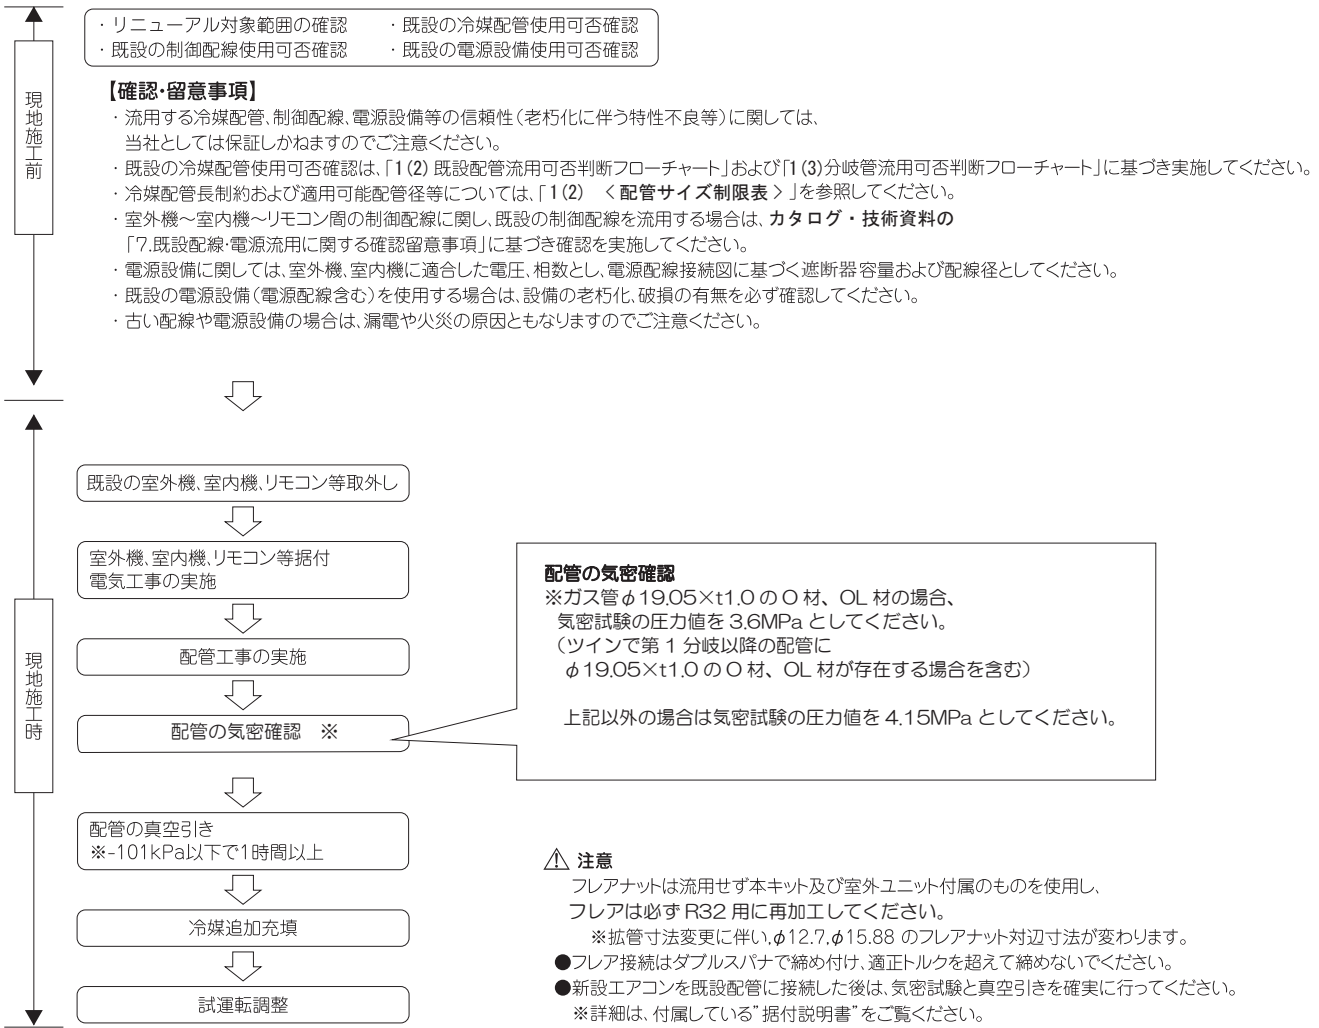 ・リニューアル対象範囲の確認　・既設の冷媒配管使用可否確認
・既設の制御配線使用可否確認　・既設の電源設備使用可否確認
現地施工前
【確認・留意事項】
・流用する冷媒配管、制御配線、電源設備等の信頼性（老朽化に伴う特性不良等）に関しては、
当社としては保証しかねますのでご注意ください。
・既設の冷媒配管使用可否確認は、「1(2) 既設配管流用可否判断フローチャート」および「1(3)分岐管流用可否判断フローチャート」に基づき実施してください。
・冷媒配管長制約および適用可能配管径等については、「1(2)　＜配管サイズ制限表＞」を参照してください。
・室外機～室内機～リモコン間の制御配線に関し、既設の制御配線を流用する場合は、カタログ・技術資料の
「7.既設配線・電源流用に関する確認留意事項」に基づき確認を実施してください。
・電源設備に関しては、室外機、室内機に適合した電圧、相数とし、電源配線接続図に基づく遮断器容量および配線径としてください。
・既設の電源設備（電源配線含む）を使用する場合は、設備の老朽化、破損の有無を必ず確認してください。
・古い配線や電源設備の場合は、漏電や火災の原因ともなりますのでご注意ください。
現地施工時
既設の室外機、室内機、リモコン等取外し
室外機、室内機、リモコン等据付
電気工事の実施
配管工事の実施
配管の気密確認　※
配管の真空引き
※-101kPa以下で1時間以上
冷媒追加充填
試運転調整
配管の気密確認
※ガス管φ19.05×t1.0 の O 材、OL 材の場合、
気密試験の圧力値を 3.6MPa としてください。
（ツインで第 1 分岐以降の配管に
φ19.05×t1.0 の O 材、OL 材が存在する場合を含む）
上記以外の場合は気密試験の圧力値を 4.15MPa としてください。
⚠ 注意
フレアナットは流用せず本キット及び室外ユニット付属のものを使用し、
フレアは必ず R32 用に再加工してください。
※拡管寸法変更に伴い,φ12.7,φ15.88 のフレアナット対辺寸法が変わります。
●フレア接続はダブルスパナで締め付け、適正トルクを超えて締めないでください。
●新設エアコンを既設配管に接続した後は、気密試験と真空引きを確実に行ってください。
※詳細は、付属している”据付説明書”をご覧ください。